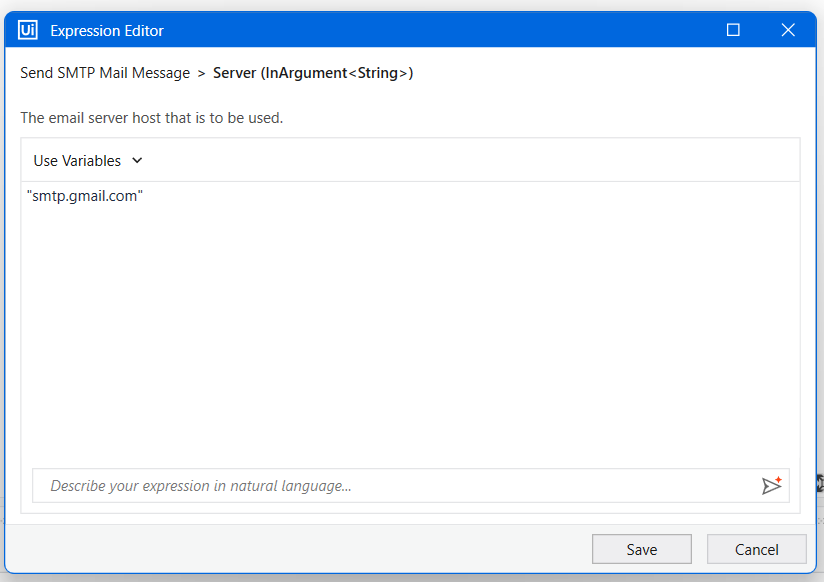 Ui Expression Editor
Send SMTP Mail Message > Server (InArgument<String>)
The email server host that is to be used.
Use Variables
"smtp.gmail.com"
Describe your expression in natural language...
Save Cancel